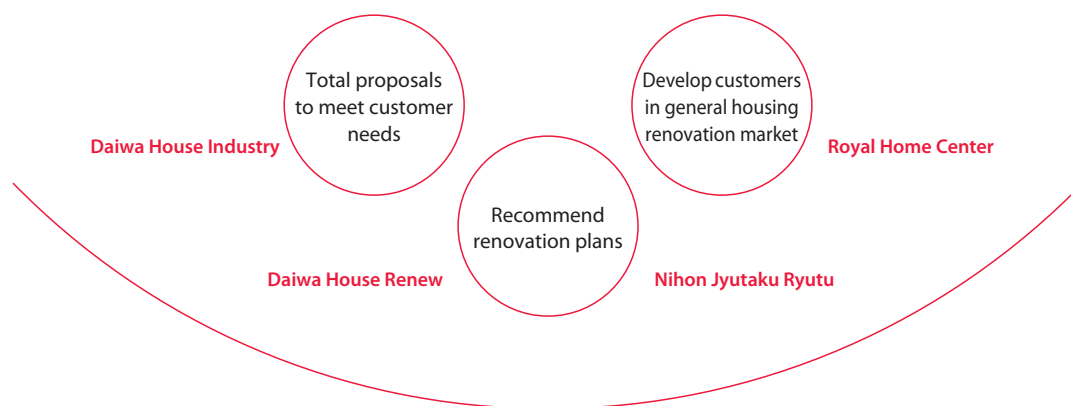 Total proposals
to meet customer
needs
Develop customers
in general housing
renovation market
Daiwa House Industry
Royal Home Center
Recommend
renovation plans
Daiwa House Renew
Nihon Jyutaku Ryutu